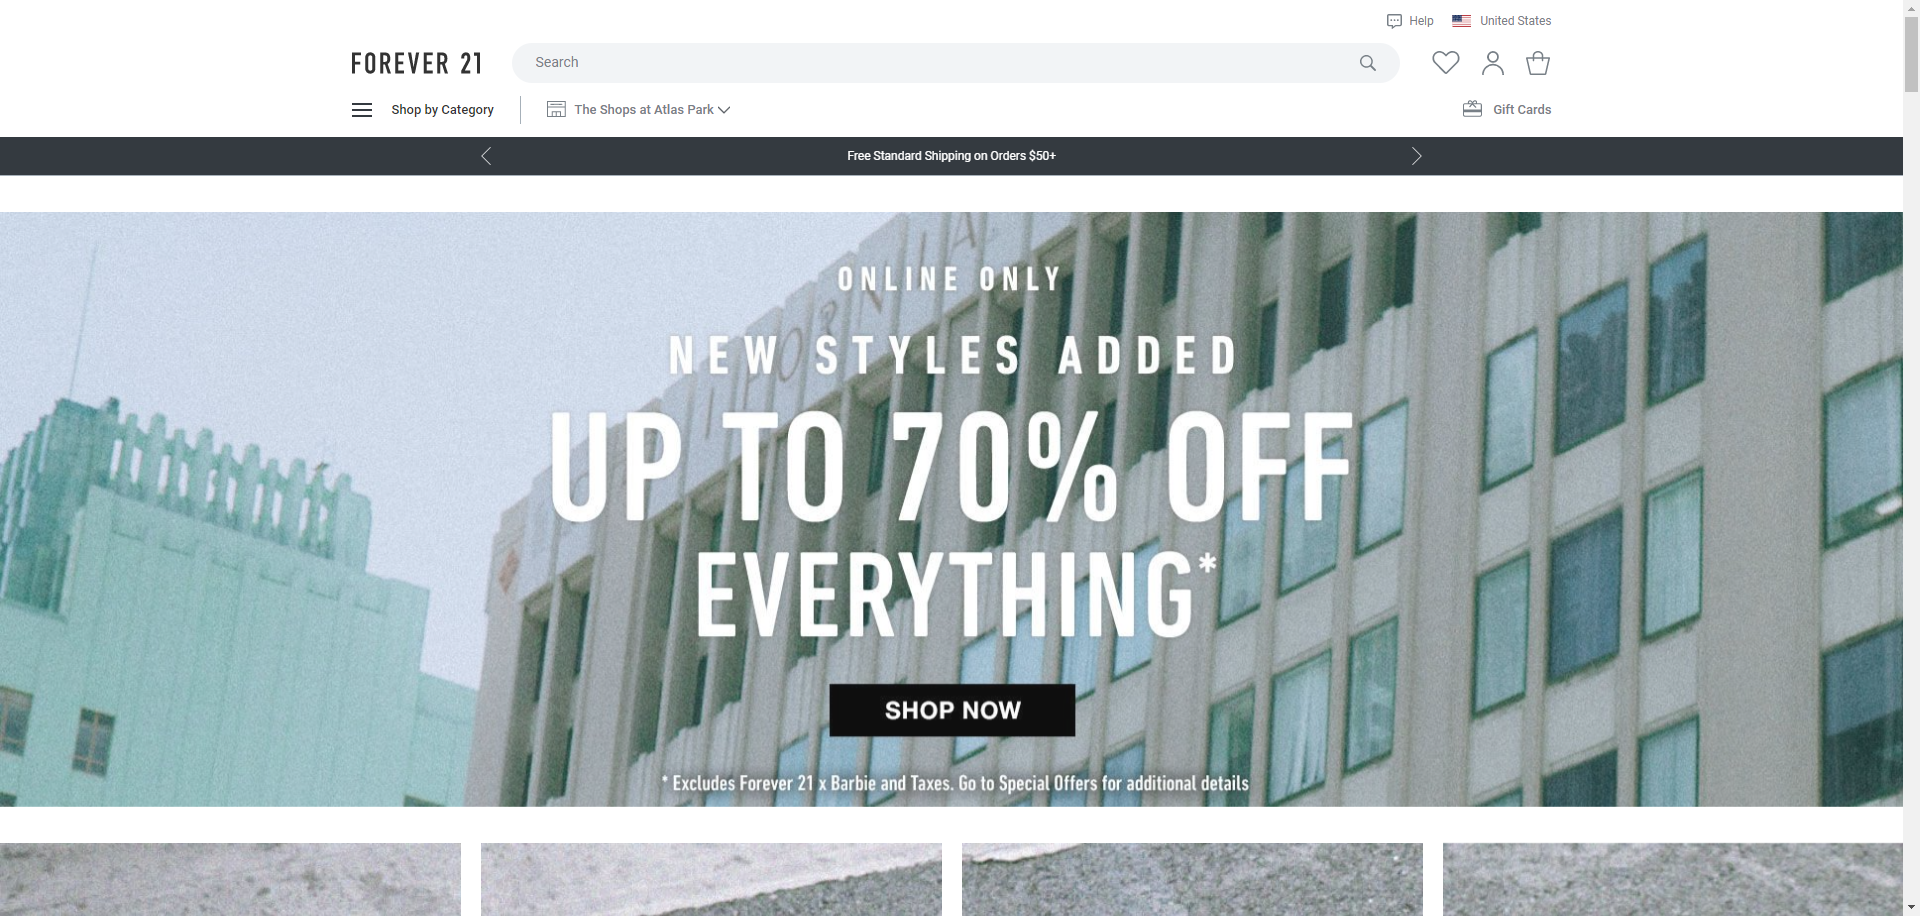 Help
United States
FOREVER 21
Search
Shop by Category
The Shops at Atlas Park
Gift Cards
Free Standard Shipping on Orders $50+
ONLINE ONLY
NEW STYLES ADDED
UP TO 70% OFF
EVERYTHING*
SHOP NOW
* Excludes Forever 21 x Barbie and Taxes. Go to Special Offers for additional details